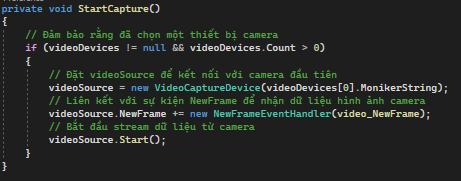 private void StartCapture()
{
// Đảm bảo rằng đã chọn một thiết bị camera
if (videoDevices != null && videoDevices.Count > 0)
{
// Đặt videoSource để kết nối với camera đầu tiên
videoSource = new VideoCaptureDevice(videoDevices[0].MonikerString);
// Liên kết với sự kiện NewFrame để nhận dữ liệu hình ảnh camera
videoSource.NewFrame += new NewFrameEventHandler(video_NewFrame);
// Bắt đầu stream dữ liệu từ camera
videoSource.Start();
}
}